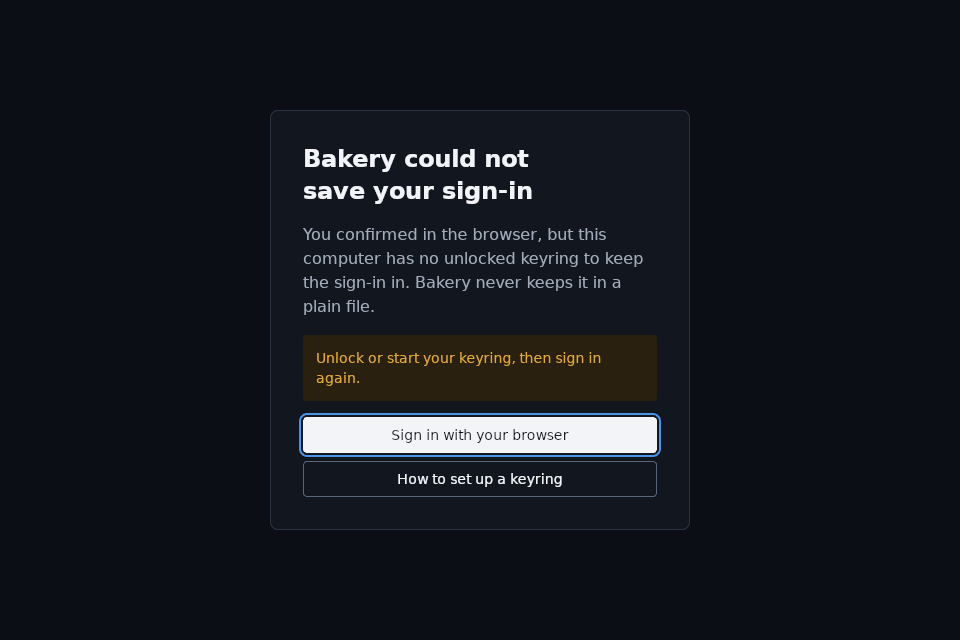 Bakery could not
save your sign-in
You confirmed in the browser, but this
computer has no unlocked keyring to keep
the sign-in in. Bakery never keeps it in a
plain file.
Unlock or start your keyring, then sign in
again.
Sign in with your browser
How to set up a keyring